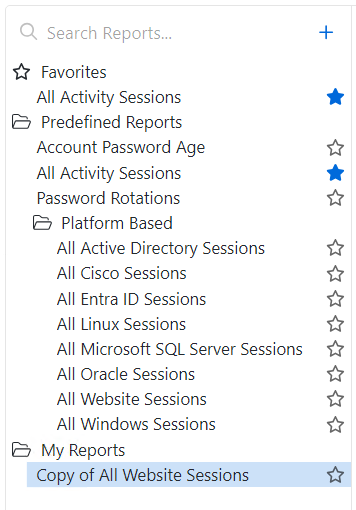 Search Reports...
Favorites
All Activity Sessions
Predefined Reports
Account Password Age
All Activity Sessions
Password Rotations
Platform Based
All Active Directory Sessions
All Cisco Sessions
All Entra ID Sessions
All Linux Sessions
All Microsoft SQL Server Sessions
All Oracle Sessions
All Website Sessions
All Windows Sessions
My Reports
Copy of All Website Sessions